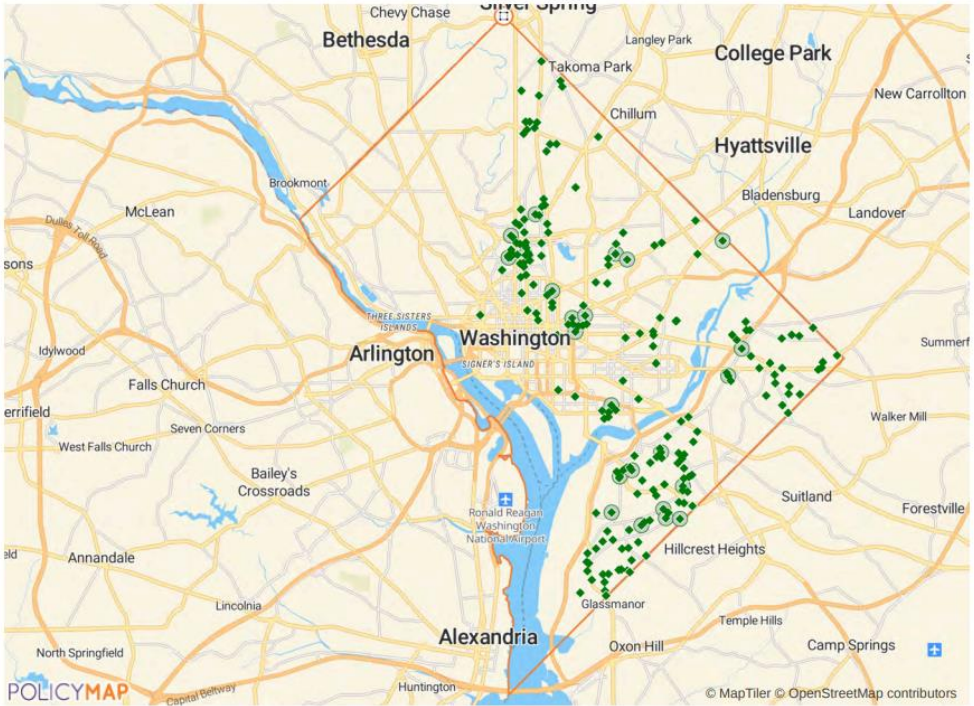 Silver Spring
Chevy Chase
Bethesda
Langley Park
College Park
Takoma Park
New Carrollton
Chillum
Hyattsville
Brookmont
Bladensburg
McLean
Landover
Dulles Toll Road
sons
THREE SISTERS
ISLANDS
Washington
Idylwood
Arlington
SIGNER'S ISLAND
Summerf
Falls Church
errifield
Seven Corners
Walker Mill
West Falls Church
Bailey's
Crossroads
Suitland
Ronald Reagan
Washington
National Airport
Forestville
eld
Annandale
Hillcrest Heights
Lincolnia
Glassmanor
Temple Hills
Alexandria
Oxon Hill
Camp Springs
North Springfield
Huntington
POLICYMAP
Capital Beltway
© MapTiler © OpenStreetMap contributors